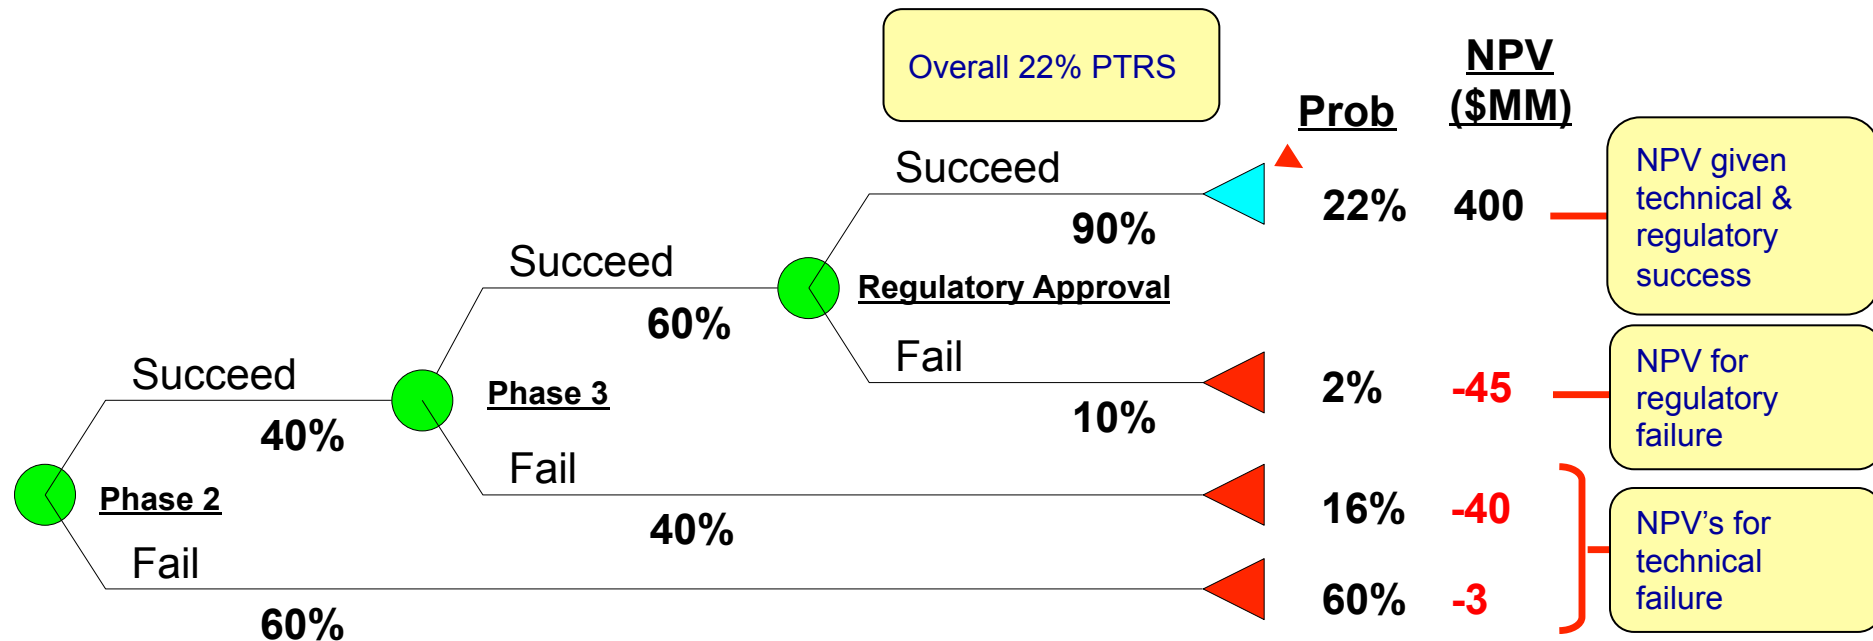 Overall 22% PTRS
NPV
($MM)
Prob
Succeed
90%
22%
400
NPV given
technical &
regulatory
success
Succeed
60%
Regulatory Approval
Fail
10%
2%
-45
NPV for
regulatory
failure
Succeed
40%
Phase 3
Fail
40%
16%
-40
NPV's for
technical
failure
Phase 2
Fail
60%
60%
-3